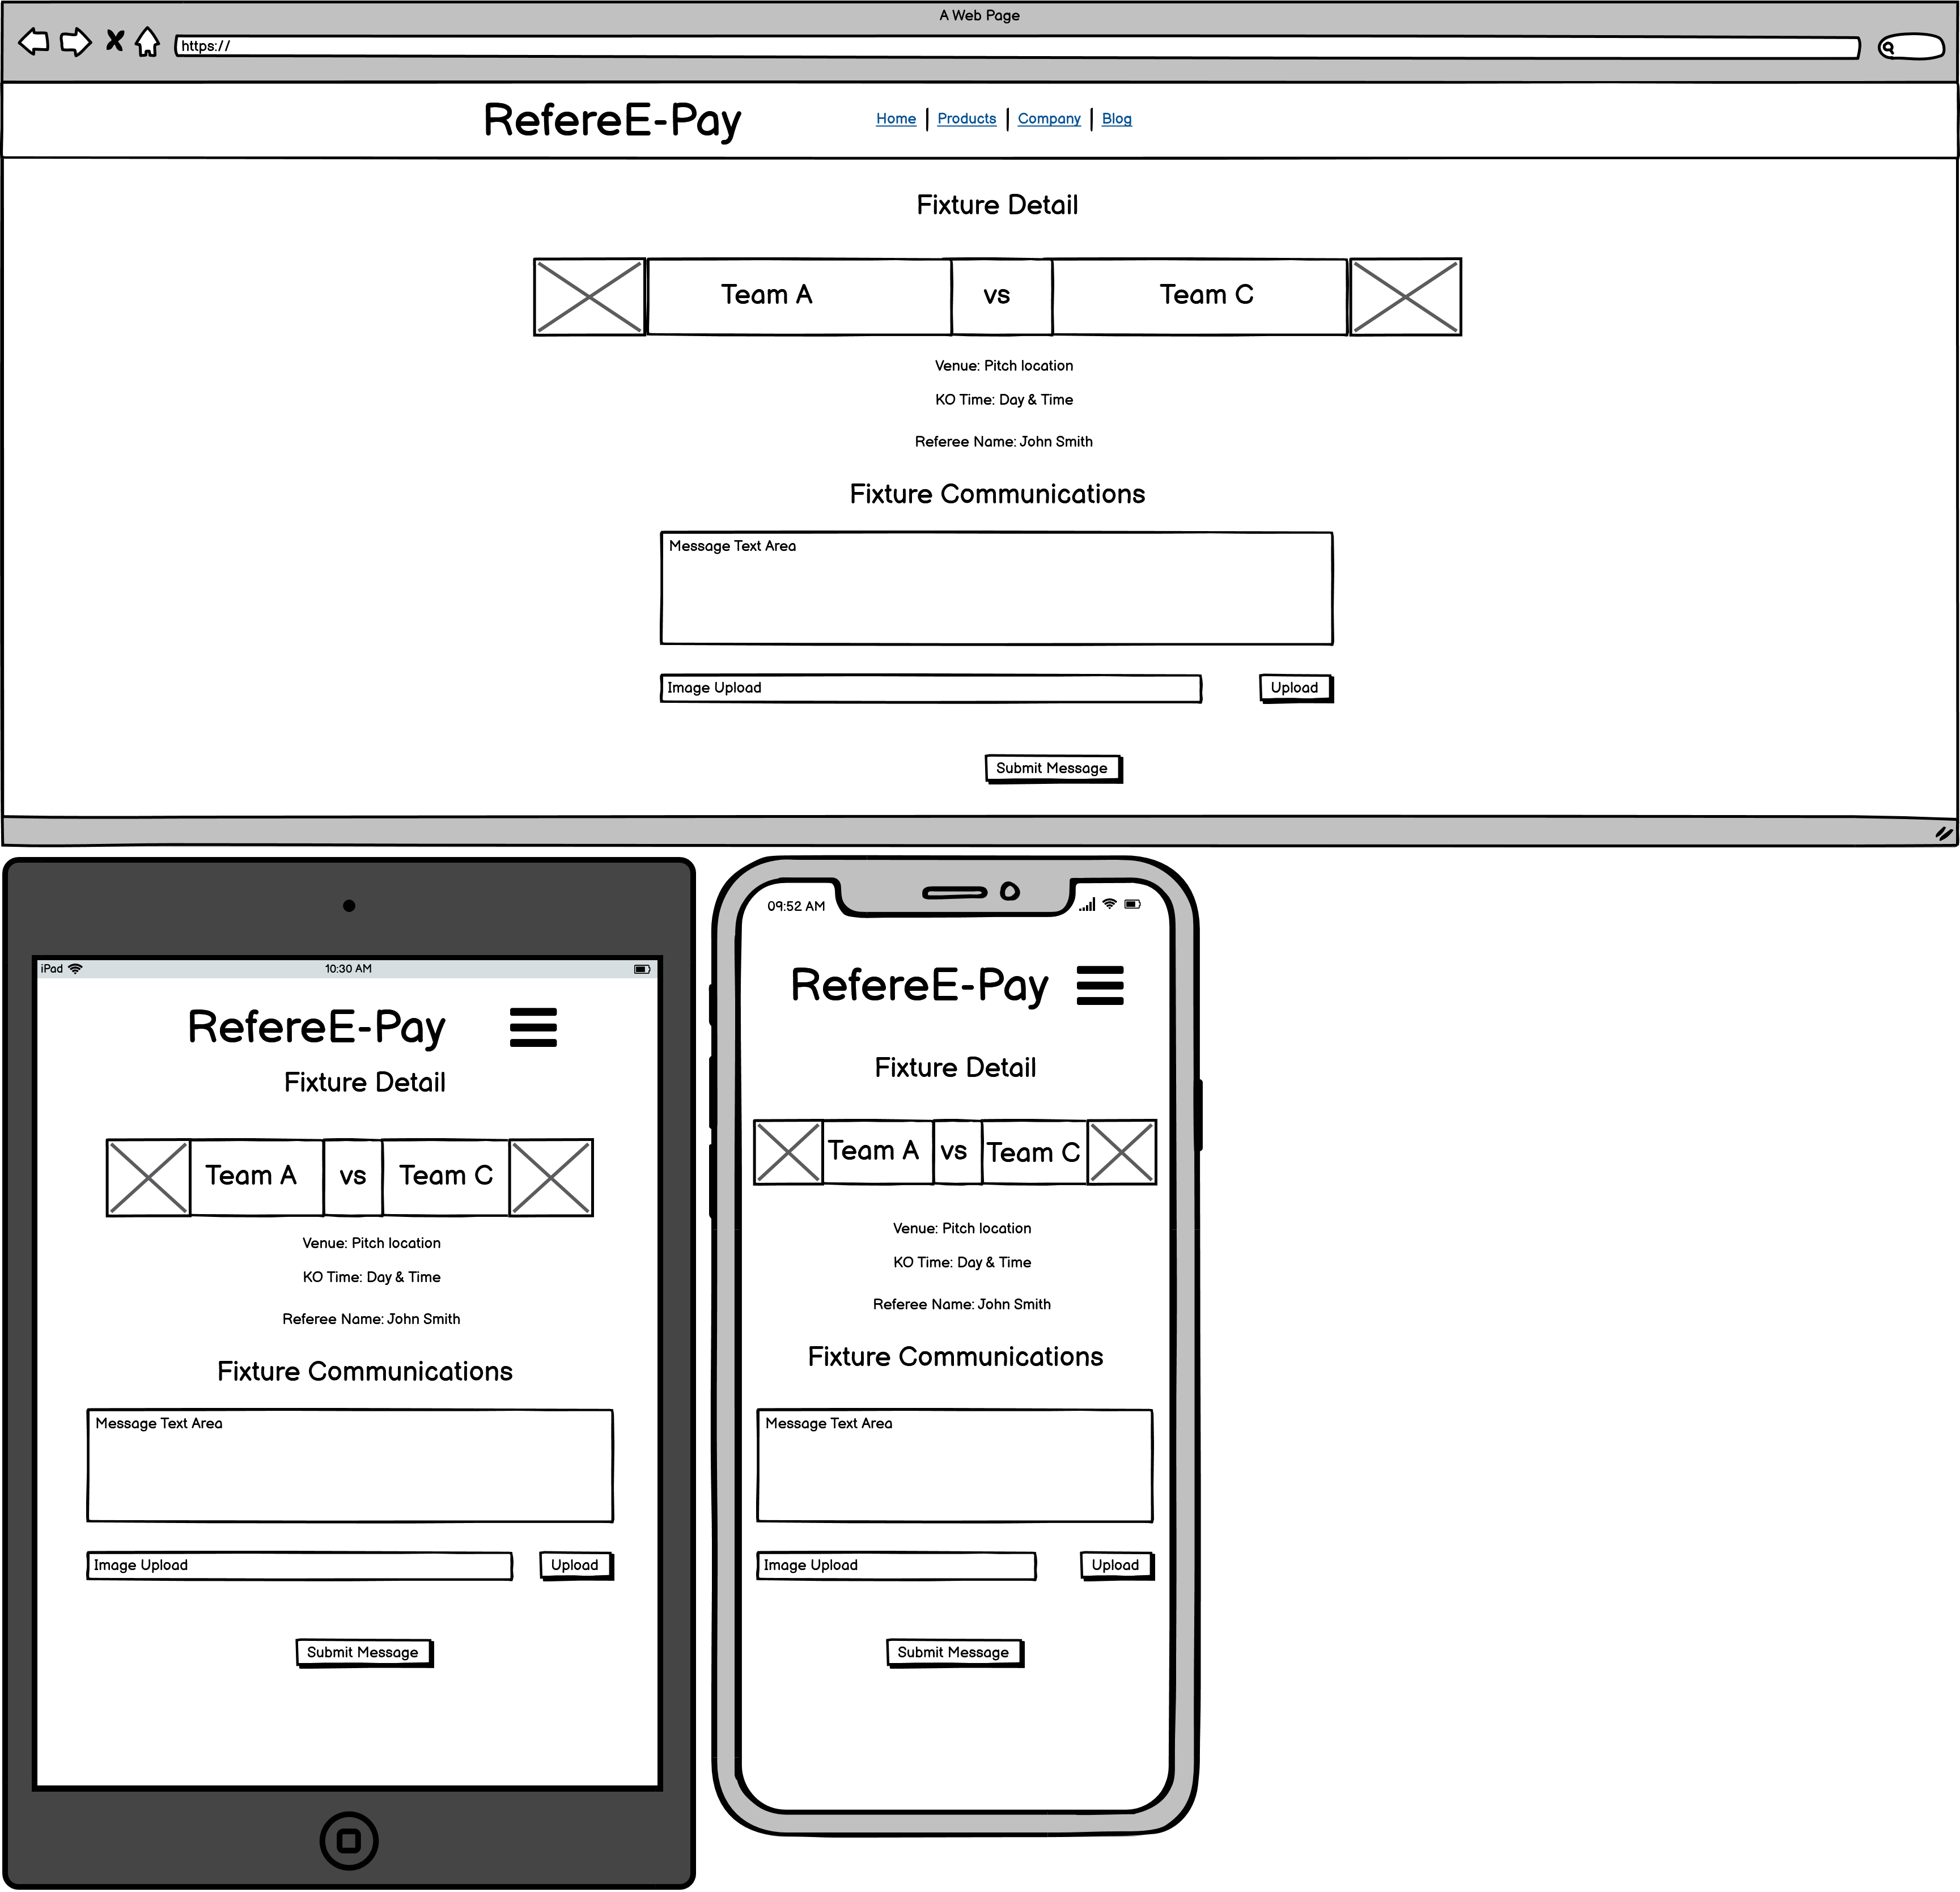 A Web Page
https://
RefereE-Pay Home Products Company Blog
Fixture Detail
Team A vs Team C
Venue: Pitch location
KO Time: Day & Time
Referee Name: John Smith
Fixture Communications
Message Text Area
Image Upload Upload
Submit Message
iPad 10:30 AM
RefereE-Pay
Fixture Detail
Team A vs Team C
Venue: Pitch location
KO Time: Day & Time
Referee Name: John Smith
Fixture Communications
Message Text Area
Image Upload Upload
Submit Message
09:52 AM
RefereE-Pay
Fixture Detail
Team A vs Team C
Venue: Pitch location
KO Time: Day & Time
Referee Name: John Smith
Fixture Communications
Message Text Area
Image Upload Upload
Submit Message